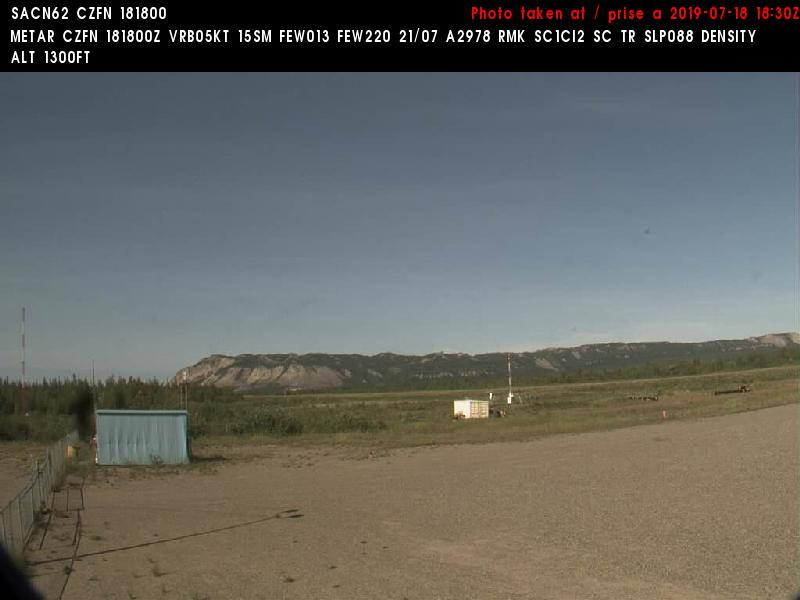 SACN62 CZFN 181800
Photo taken at / prise a 2019-07-18 18:30Z
METAR CZFN 181800Z VRB05KT 15SM FEW013 FEW220 21/07 A2978 RMK SC1CI2 SC TR SLP088 DENSITY
ALT 1300FT